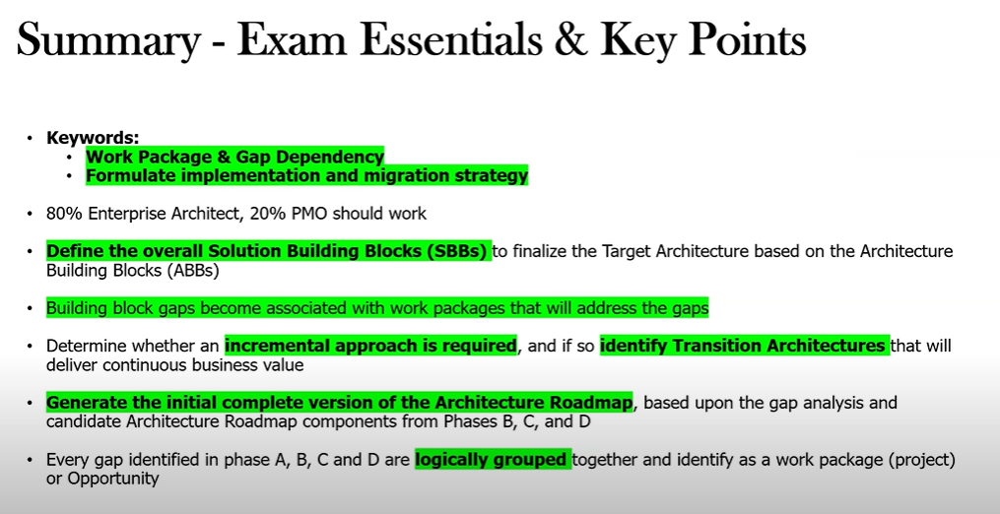 Summary - Exam Essentials & Key Points
• Keywords:
• Work Package & Gap Dependency
• Formulate implementation and migration strategy
• 80% Enterprise Architect, 20% PMO should work
• Define the overall Solution Building Blocks (SBBs) to finalize the Target Architecture based on the Architecture
Building Blocks (ABBs)
• Building block gaps become associated with work packages that will address the gaps
• Determine whether an incremental approach is required, and if so identify Transition Architectures that will
deliver continuous business value
• Generate the initial complete version of the Architecture Roadmap, based upon the gap analysis and
candidate Architecture Roadmap components from Phases B, C, and D
• Every gap identified in phase A, B, C and D are logically grouped together and identify as a work package (project)
or Opportunity